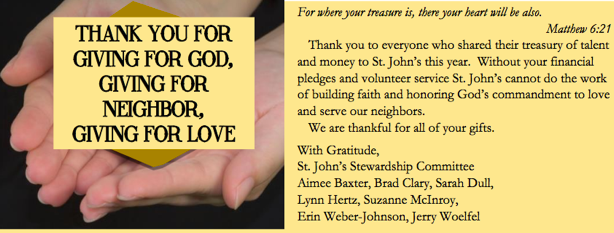 THANK YOU FOR
GIVING FOR GOD,
GIVING FOR
NEIGHBOR,
GIVING FOR LOVE
For where your treasure is, there your heart will be also.
Matthew 6:21
Thank you to everyone who shared their treasury of talent
and money to St. John's this year. Without your financial
pledges and volunteer service St. John's cannot do the work
of building faith and honoring God's commandment to love
and serve our neighbors.
We are thankful for all of your gifts.
With Gratitude,
St. John's Stewardship Committee
Aimee Baxter, Brad Clary, Sarah Dull,
Lynn Hertz, Suzanne McInroy,
Erin Weber-Johnson, Jerry Woelfel